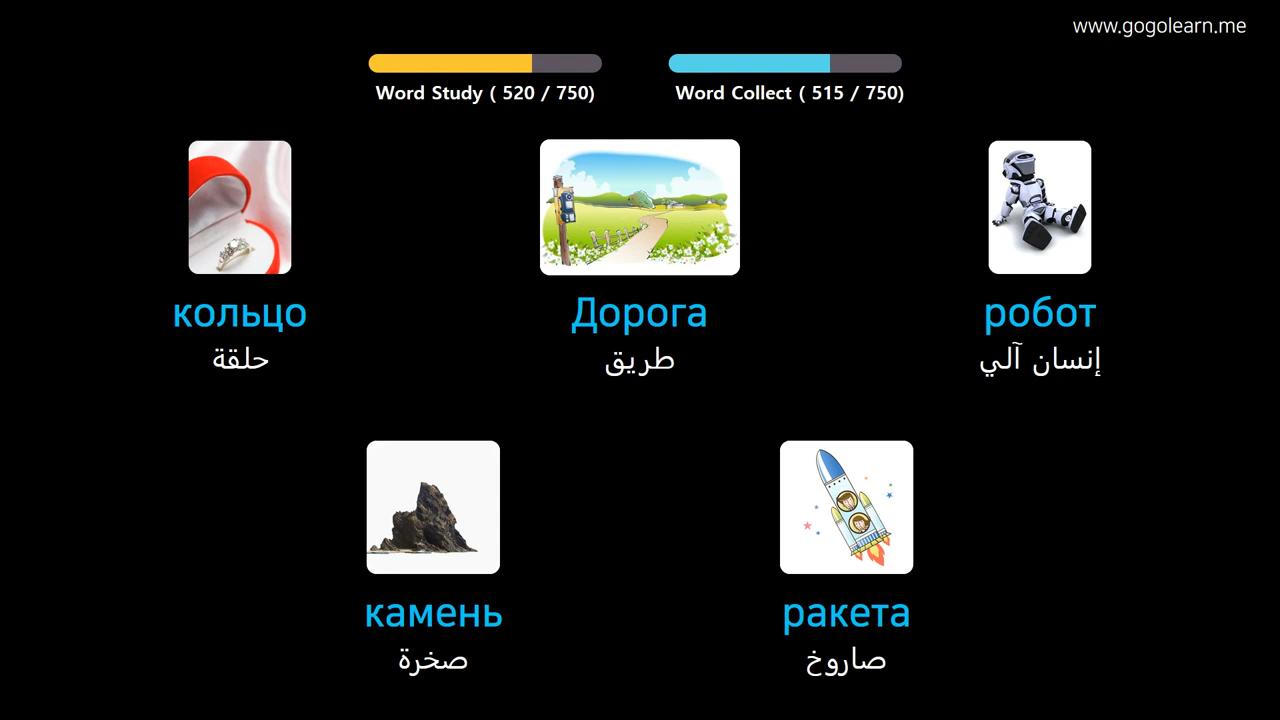 www.gogolearn.me
Word Study ( 520 / 750)
Word Collect ( 515 / 750)
кольцо
حلقة
Дорога
طريق
робот
إنسان آلي
камень
صخرة
ракета
صاروخ